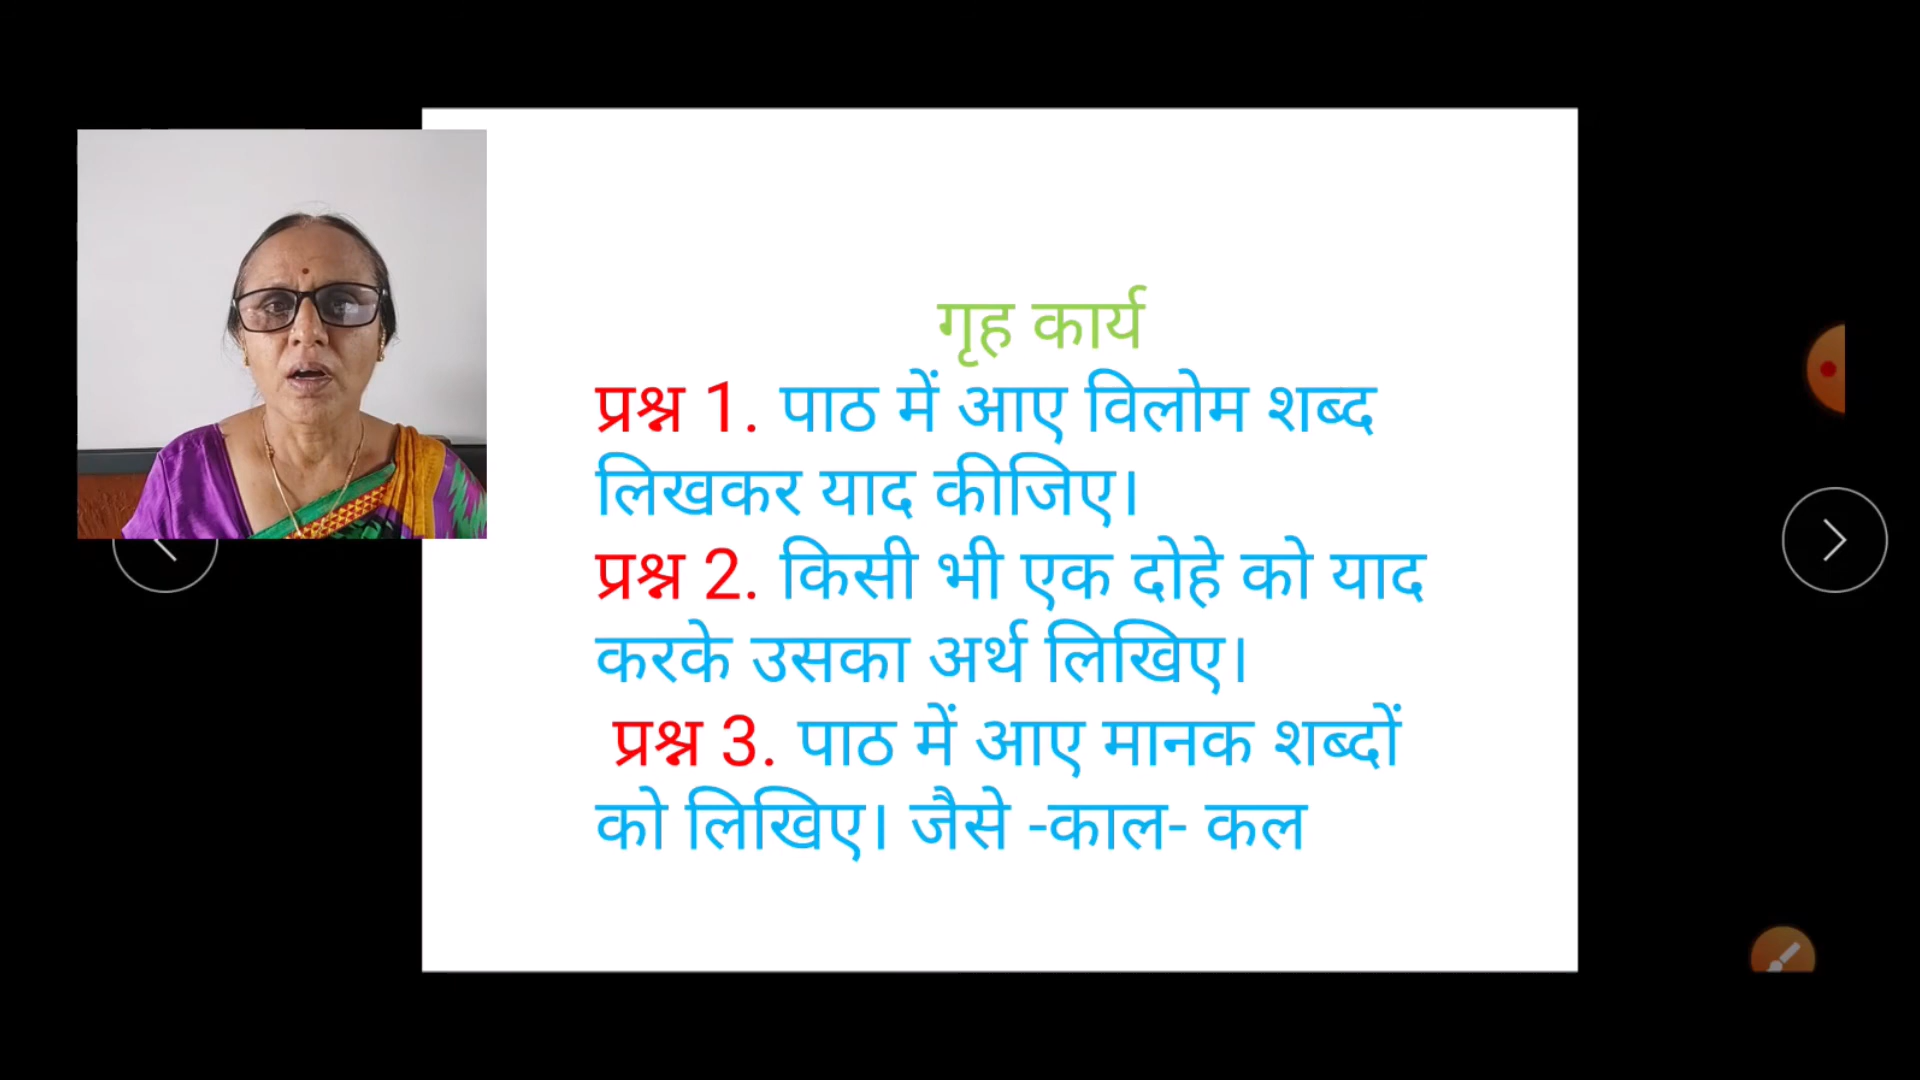 गृह कार्य
प्रश्न 1. पाठ में आए विलोम शब्द
लिखकर याद कीजिए।
प्रश्न 2. किसी भी एक दोहे को याद
करके उसका अर्थ लिखिए।
प्रश्न 3. पाठ में आए मानक शब्दों
को लिखिए। जैसे -काल- कल